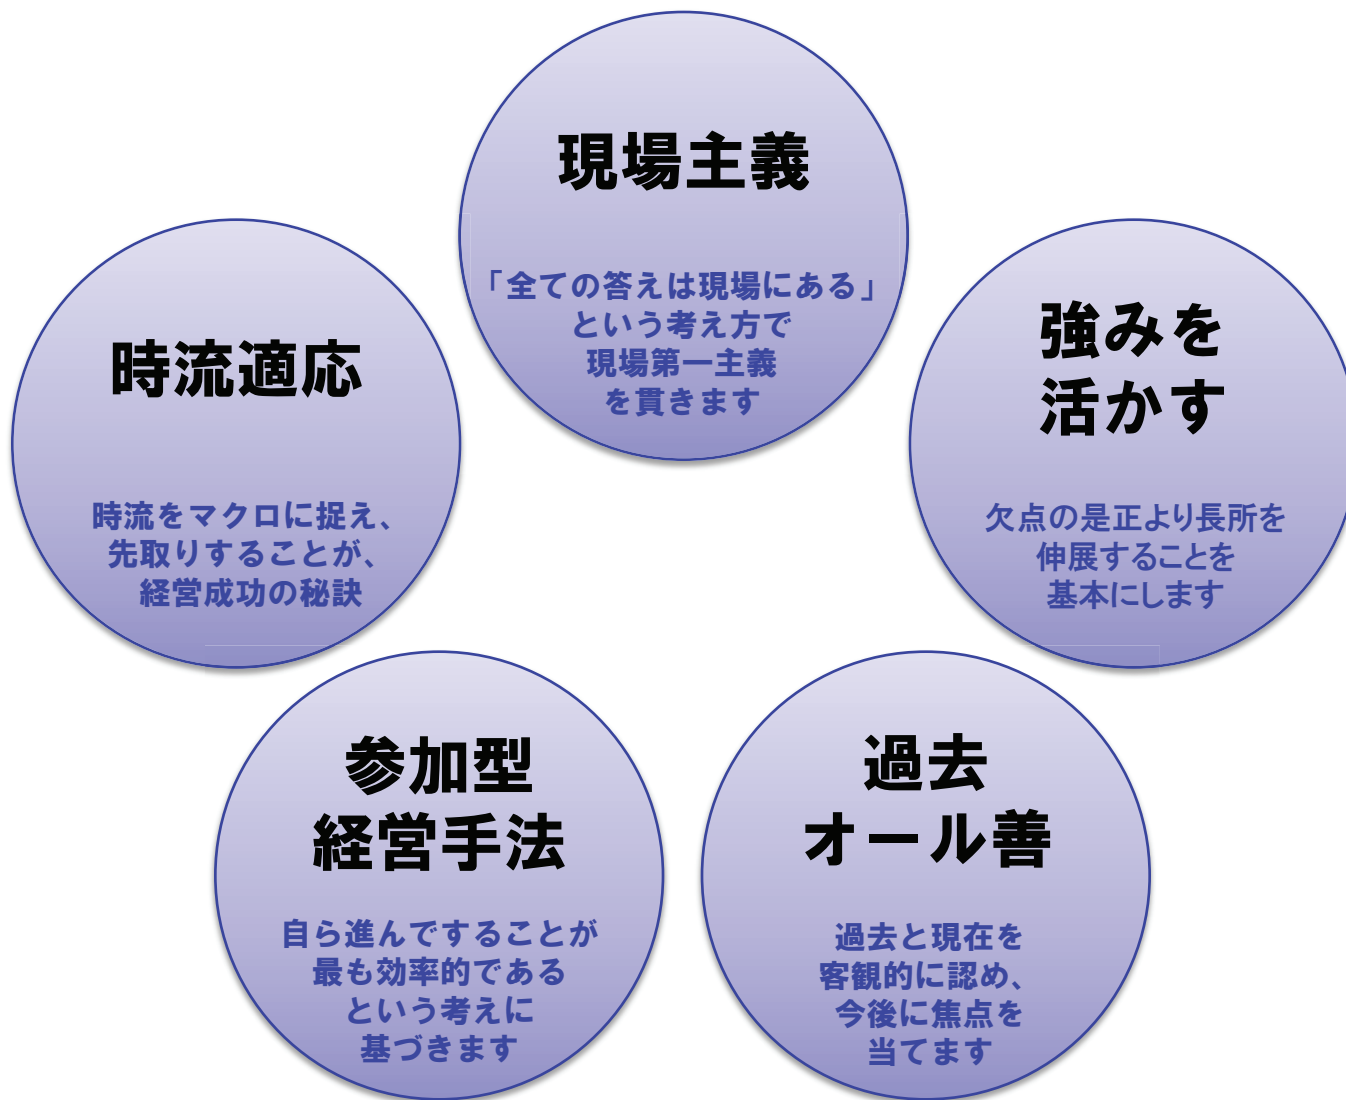 現場主義
「全ての答えは現場にある」
という考え方で
現場第一主義
を貫きます
時流適応
時流をマクロに捉え、
先取りすることが、
経営成功の秘訣
強みを
活かす
欠点の是正より長所を
伸展することを
基本にします
参加型
経営手法
自ら進んですることが
最も効率的である
という考えに
基づきます
過去
オール善
過去と現在を
客観的に認め、
今後に焦点を
当てます